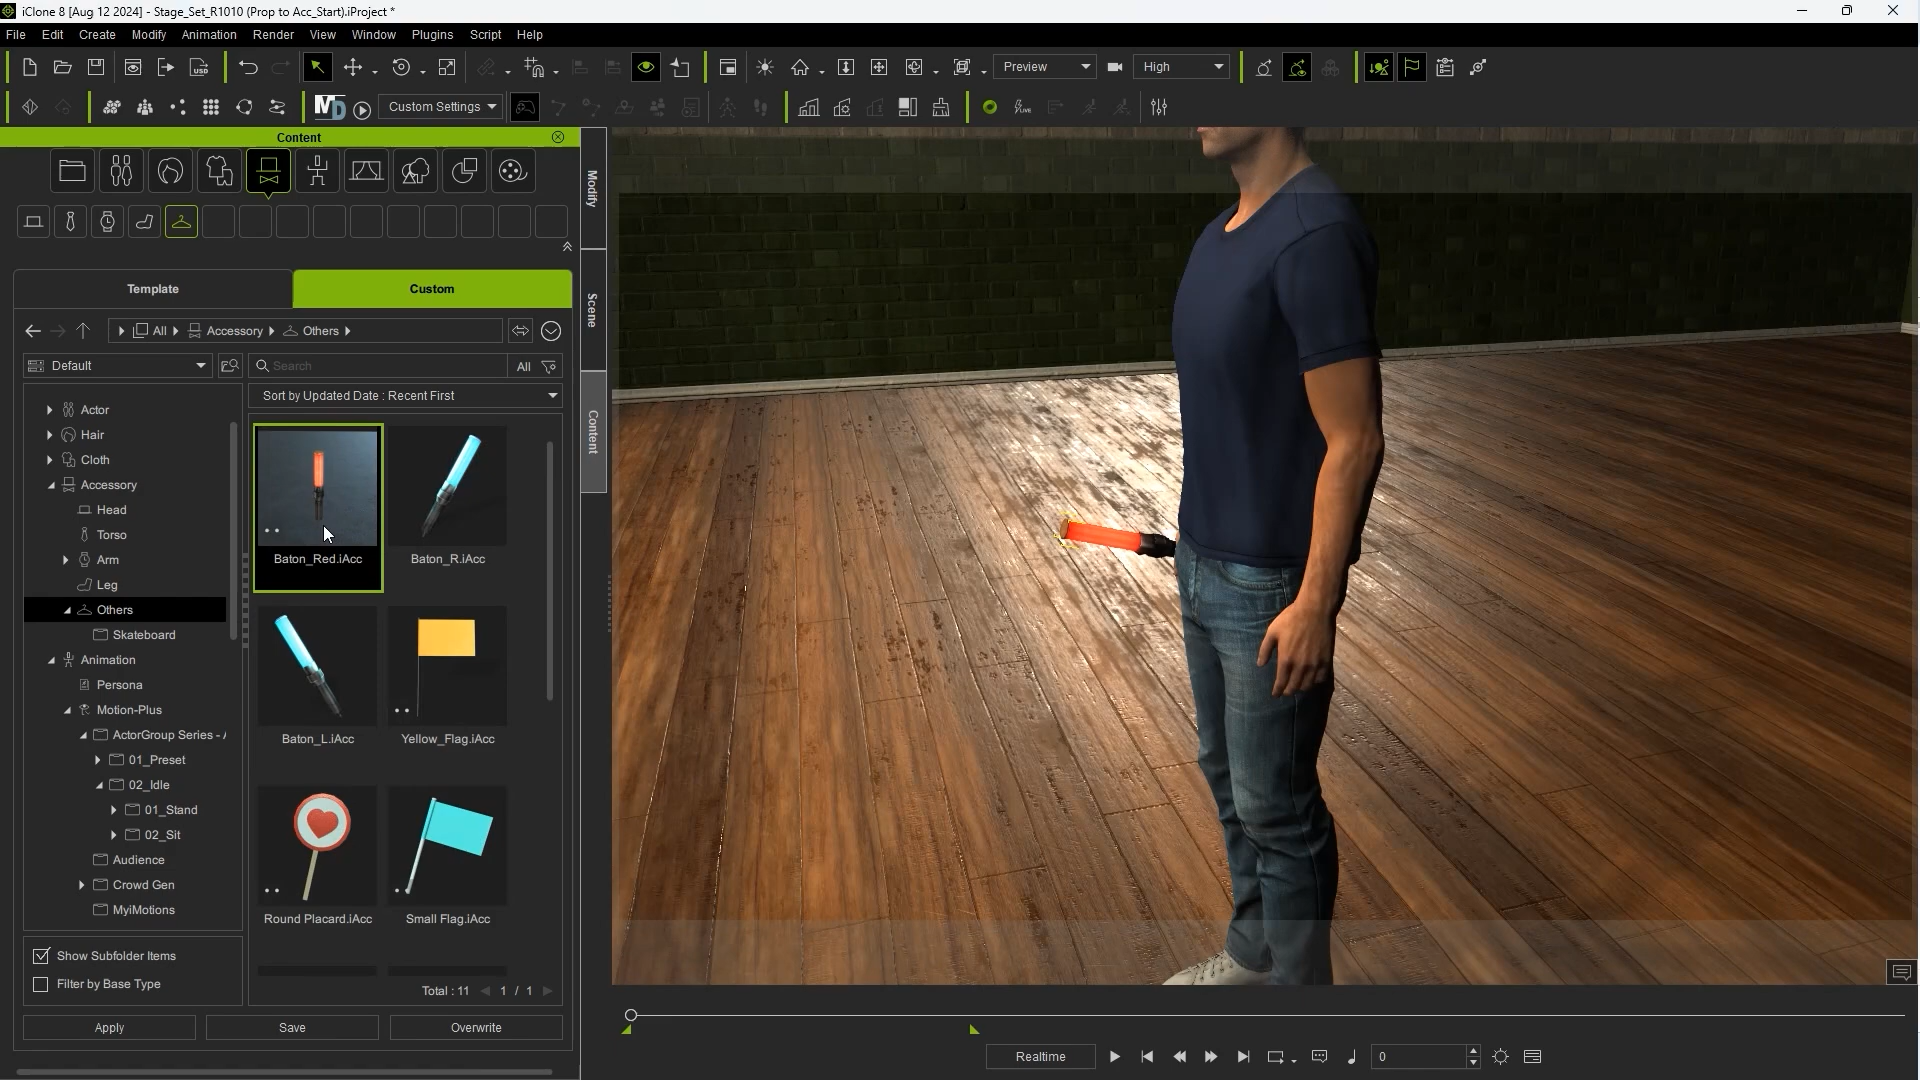 iClone 8 [Aug 12 2024] - Stage_Set_R1010 (Prop to Acc_Start).iProject *
File Edit Create Modify Animation Render View Window Plugins Script Help
Preview High
MD Custom Settings
LIVE
Content
Modify
Scene
Content
Template Custom
All Accessory Others
Default Search All
Sort by Updated Date : Recent First
Actor
Hair
Cloth
Accessory
Head
Torso
Arm
Leg
Others
Skateboard
Animation
Persona
Motion-Plus
ActorGroup Series -
01_Preset
02_Idle
01_Stand
02_Sit
Audience
Crowd Gen
MyiMotions
Baton_Red.iAcc Baton_R.iAcc
Baton_L.iAcc Yellow_Flag.iAcc
Round Placard.iAcc Small Flag.iAcc
Show Subfolder Items
Filter by Base Type
Total : 11 1 / 1
Apply Save Overwrite
Realtime 0